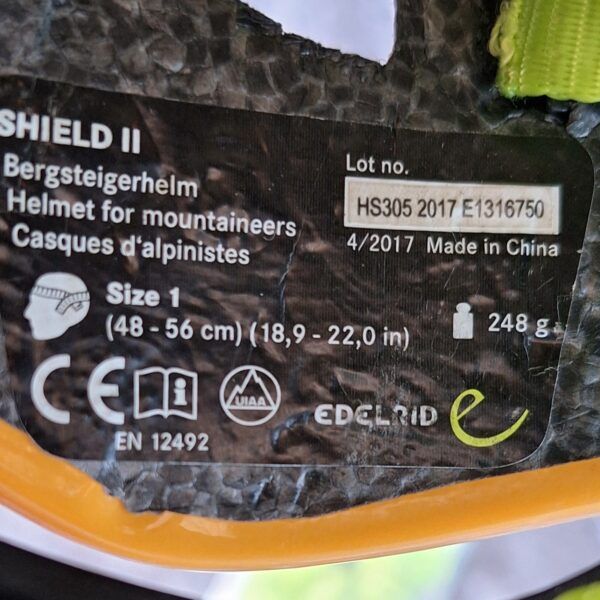 SHIELD II
Bergsteigerhelm
Helmet for mountaineers
Casques d'alpinistes
Lot no.
HS305 2017 E1316750
4/2017 Made in China
Size 1
(48 - 56 cm) (18,9 - 22,0 in)
248 g
CE
i
UIAA
EN 12492
EDELRID e